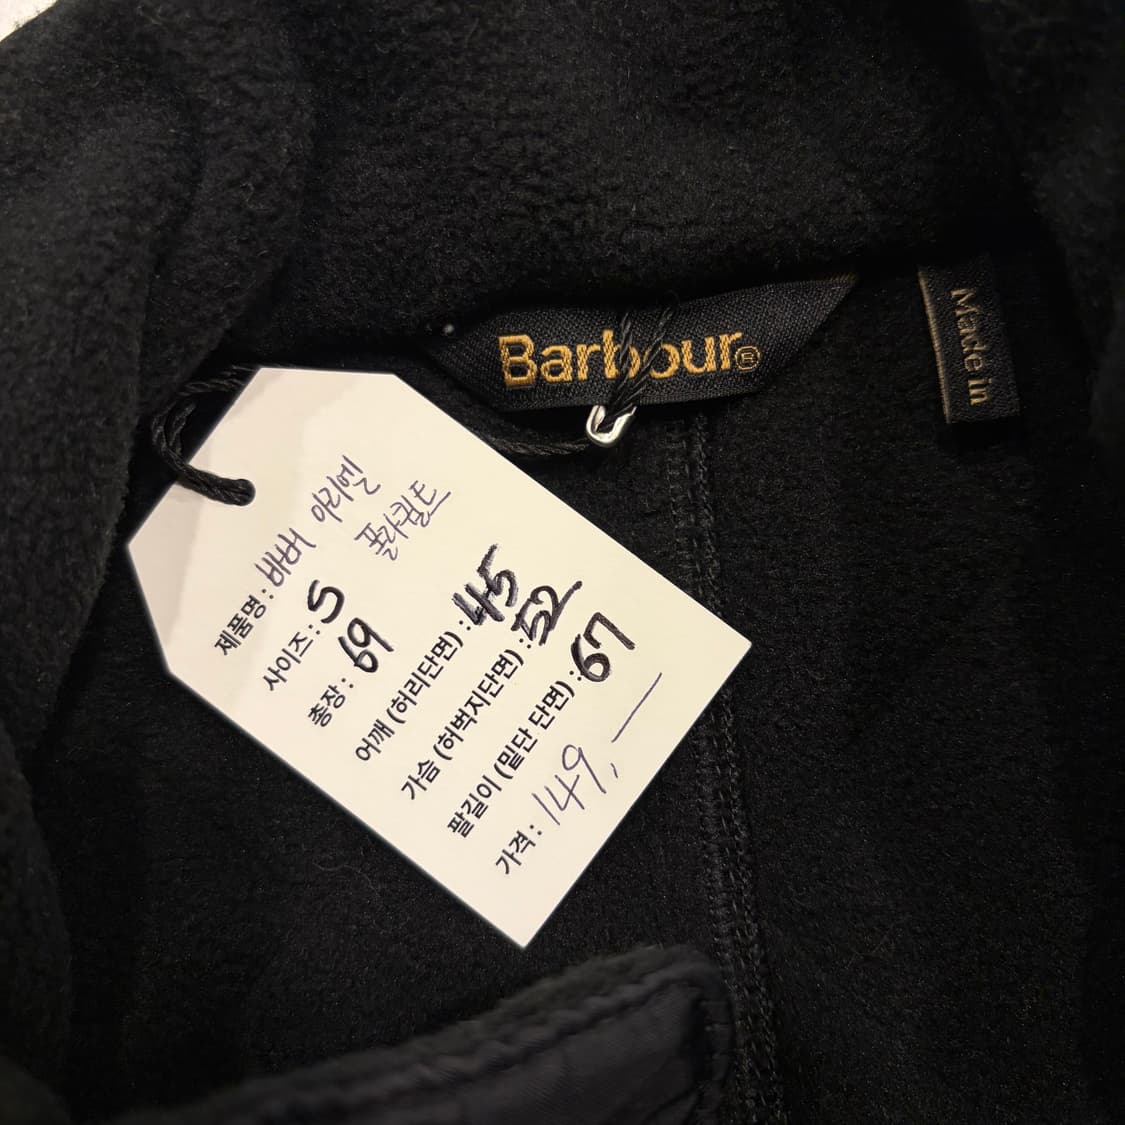 Barbour®
Made in
제품명 : 바버 아리엘
폴라퀼트
사이즈 : S
총장 : 69
어깨 (허리단면) : 45
가슴 (허벅지단면) : 52
팔길이 (밑단 단면) : 67
가격 : 149,—